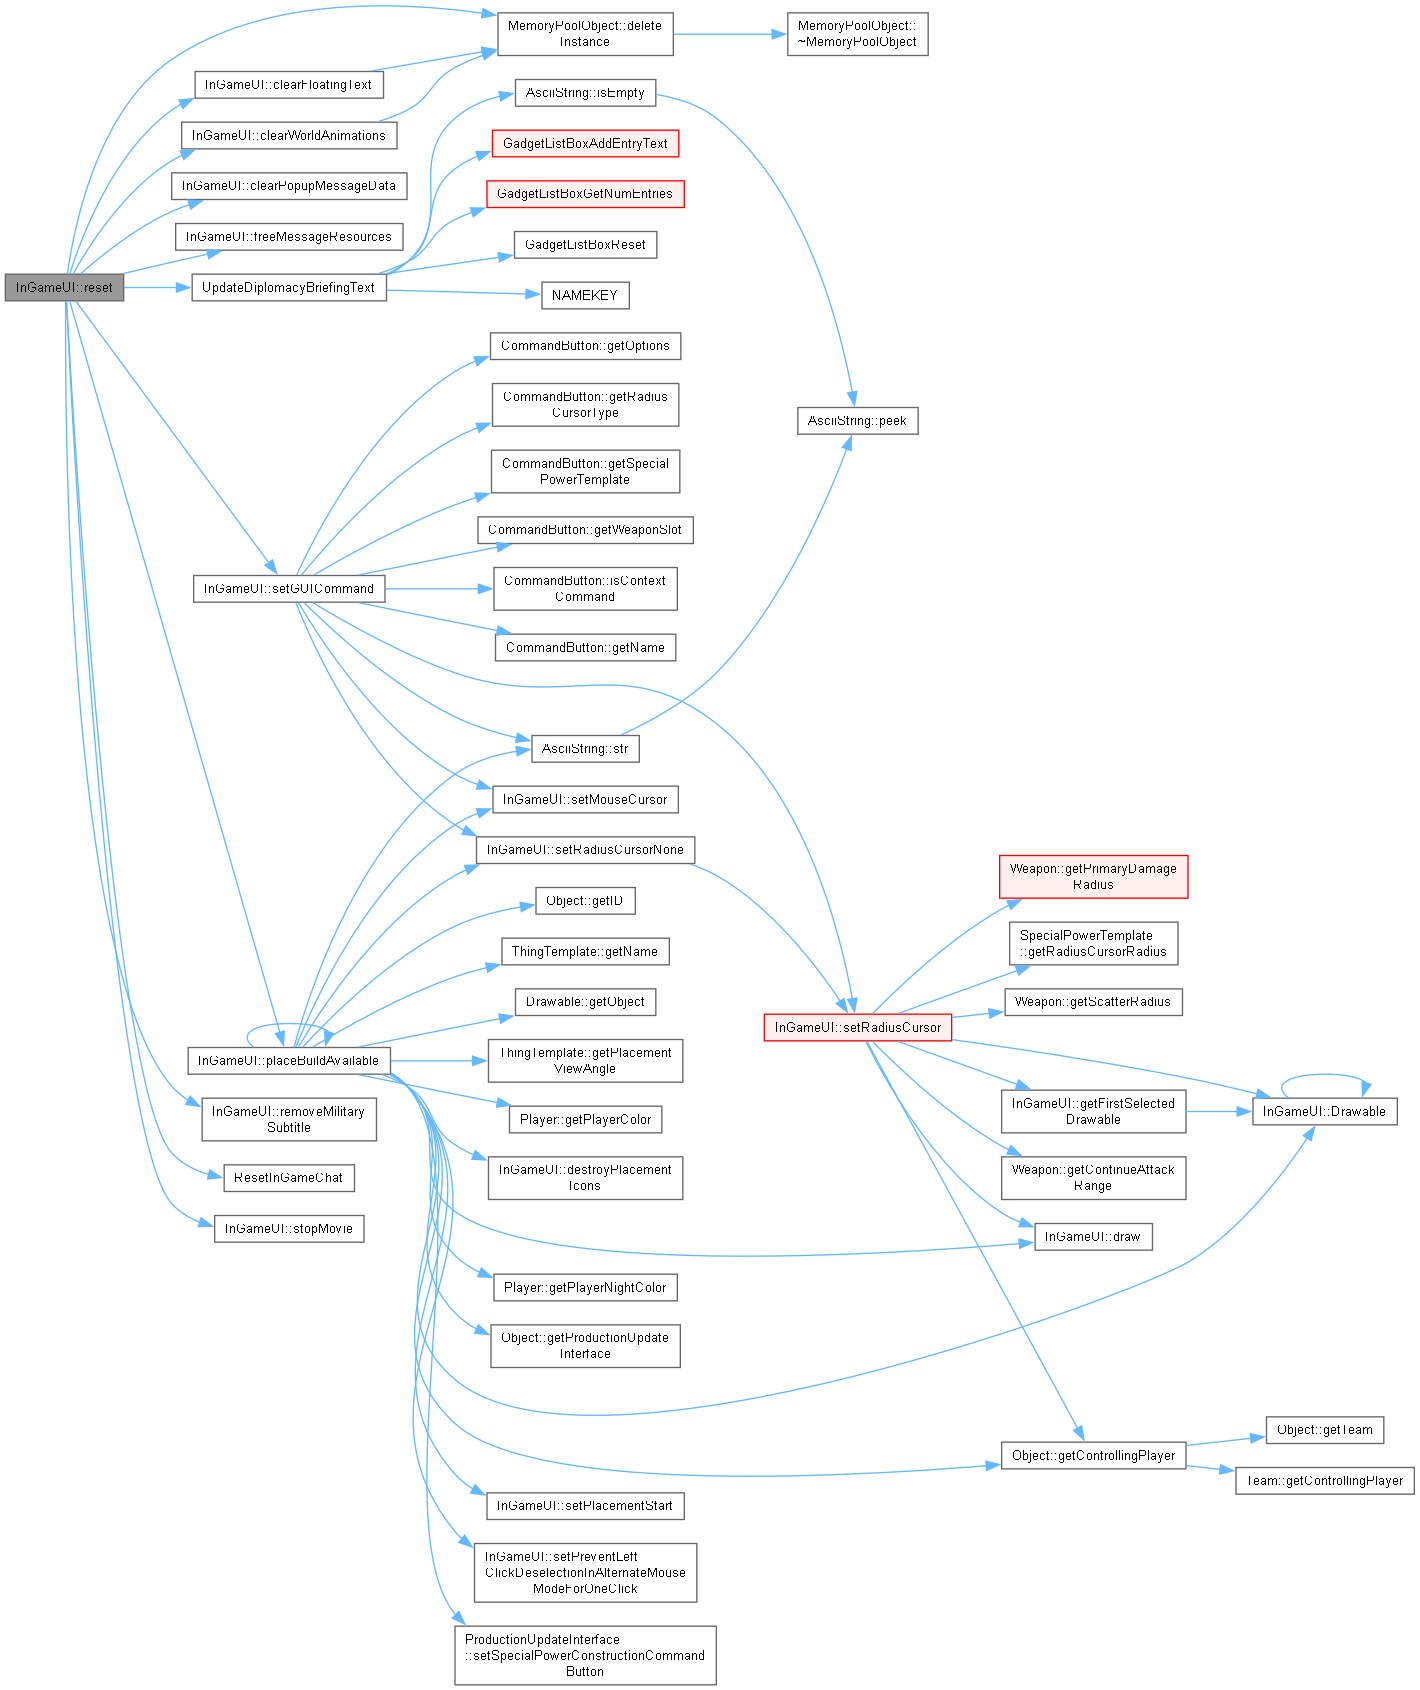 InGameUI::reset
MemoryPoolObject::delete
Instance
MemoryPoolObject::
~MemoryPoolObject
InGameUI::clearFloatingText
InGameUI::clearWorldAnimations
InGameUI::clearPopupMessageData
InGameUI::freeMessageResources
UpdateDiplomacyBriefingText
AsciiString::isEmpty
GadgetListBoxAddEntryText
GadgetListBoxGetNumEntries
GadgetListBoxReset
NAMEKEY
AsciiString::peek
InGameUI::setGUICommand
CommandButton::getOptions
CommandButton::getRadius
CursorType
CommandButton::getSpecial
PowerTemplate
CommandButton::getWeaponSlot
CommandButton::isContext
Command
CommandButton::getName
AsciiString::str
InGameUI::setMouseCursor
InGameUI::setRadiusCursorNone
InGameUI::setRadiusCursor
Weapon::getPrimaryDamage
Radius
SpecialPowerTemplate
::getRadiusCursorRadius
Weapon::getScatterRadius
InGameUI::getFirstSelected
Drawable
InGameUI::Drawable
Weapon::getContinueAttack
Range
InGameUI::draw
Object::getControllingPlayer
Object::getTeam
Team::getControllingPlayer
InGameUI::placeBuildAvailable
Object::getID
ThingTemplate::getName
Drawable::getObject
ThingTemplate::getPlacement
ViewAngle
Player::getPlayerColor
InGameUI::destroyPlacement
Icons
Player::getPlayerNightColor
Object::getProductionUpdate
Interface
InGameUI::setPlacementStart
InGameUI::setPreventLeft
ClickDeselectionInAlternateMouse
ModeForOneClick
ProductionUpdateInterface
::setSpecialPowerConstructionCommand
Button
InGameUI::removeMilitary
Subtitle
ResetInGameChat
InGameUI::stopMovie